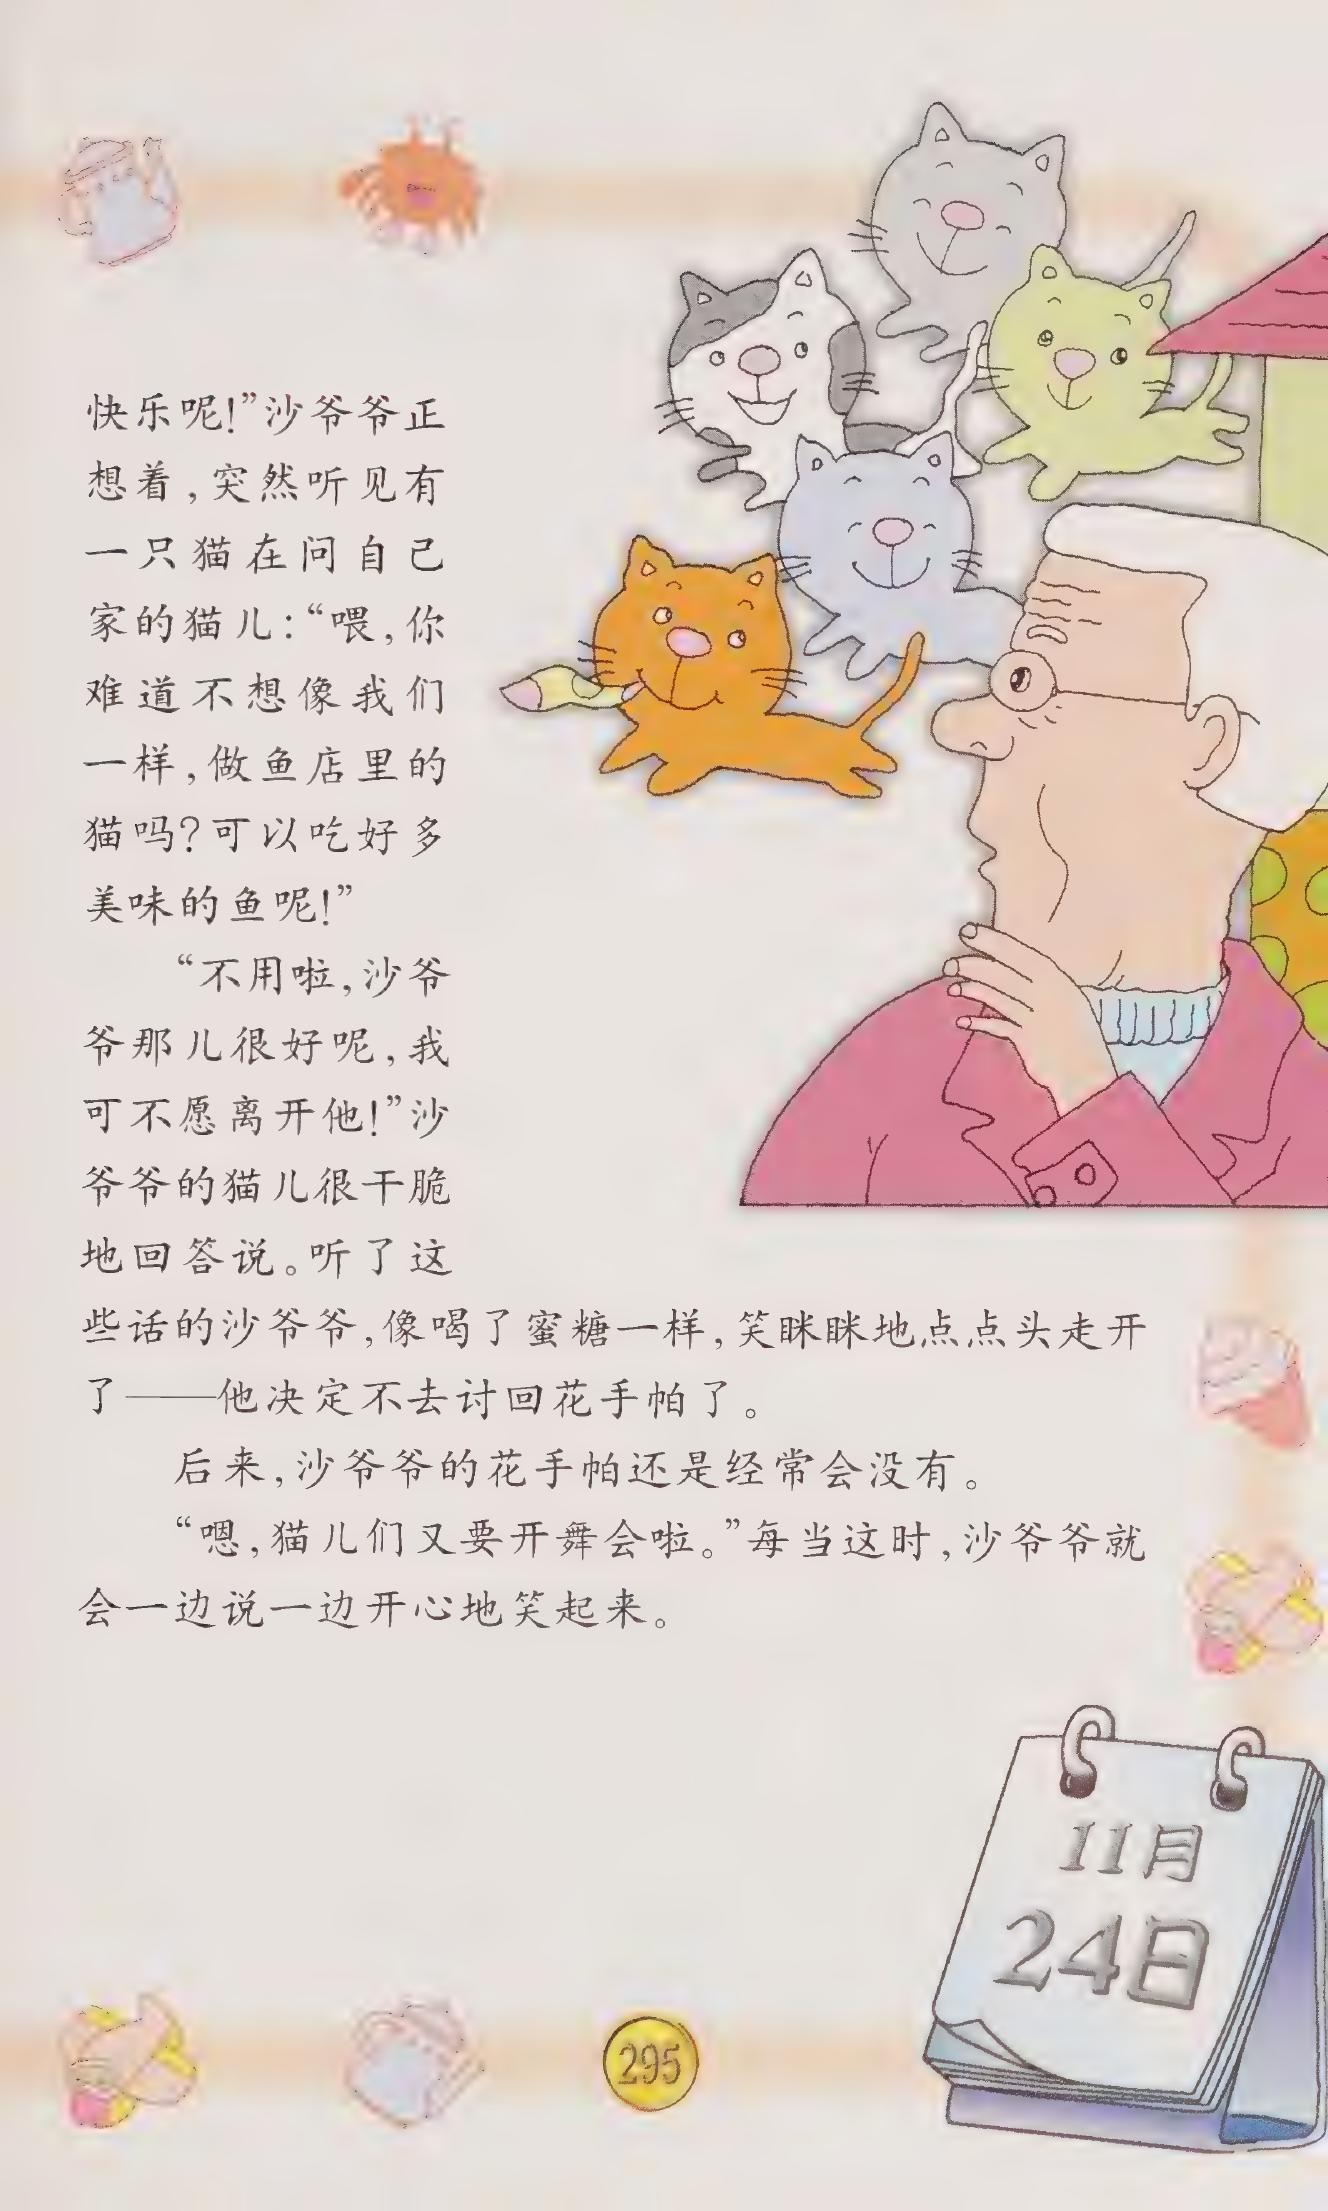 快乐呢！”沙爷爷正
想着，突然听见有
一只猫在问自己
家的猫儿：“喂，你
难道不想像我们
一样，做鱼店里的
猫吗？可以吃好多
美味的鱼呢！”
“不用啦，沙爷
爷那儿很好呢，我
可不愿离开他！”沙
爷爷的猫儿很干脆
地回答说。听了这
些话的沙爷爷，像喝了蜜糖一样，笑眯眯地点点头走开
了——他决定不去讨回花手帕了。
后来，沙爷爷的花手帕还是经常会没有。
“嗯，猫儿们又要开舞会啦。”每当这时，沙爷爷就
会一边说一边开心地笑起来。
11月
24日
295